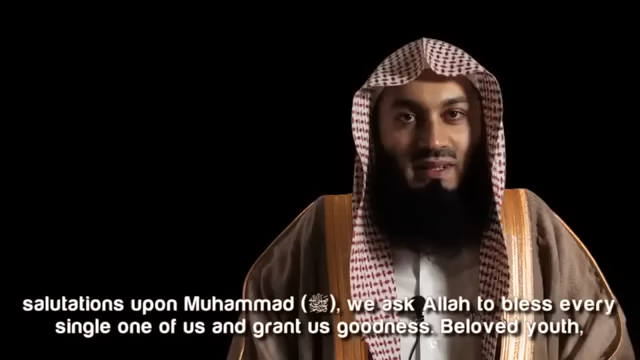 salutations upon Muhammad (ﷺ), we ask Allah to bless every
single one of us and grant us goodness. Beloved youth,